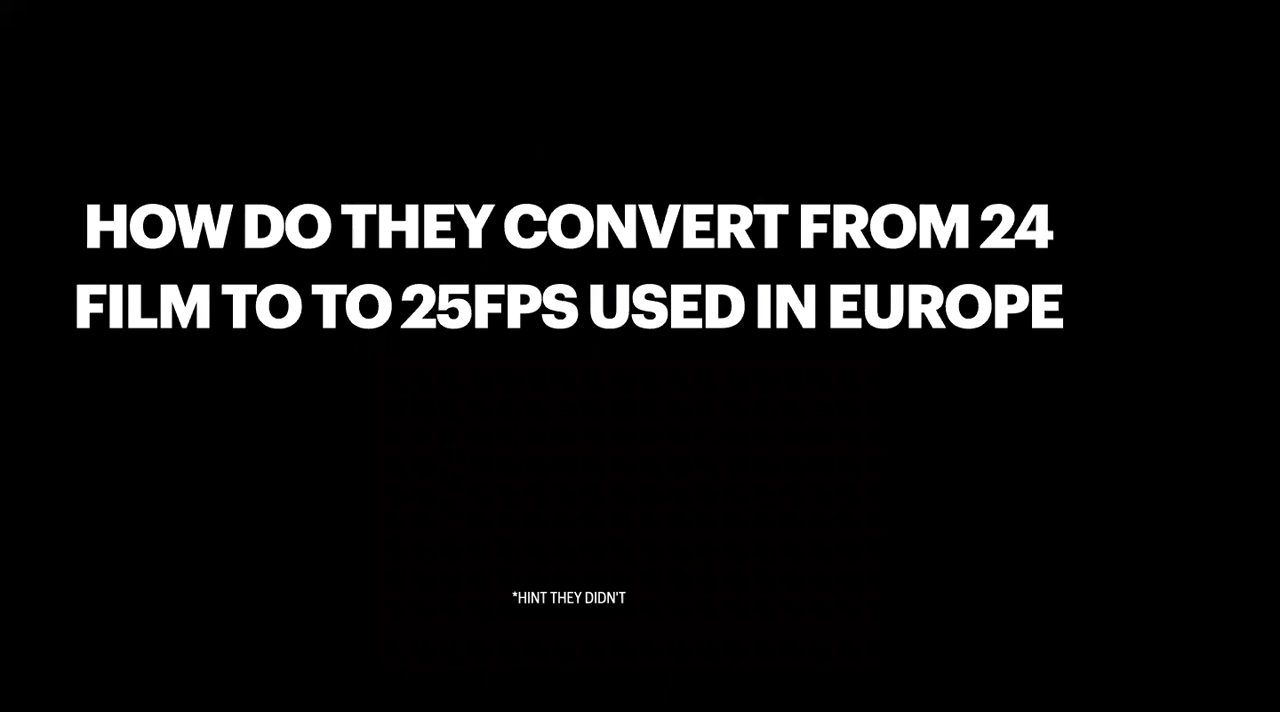 HOW DO THEY CONVERT FROM 24
FILM TO TO 25FPS USED IN EUROPE
*HINT THEY DIDN'T